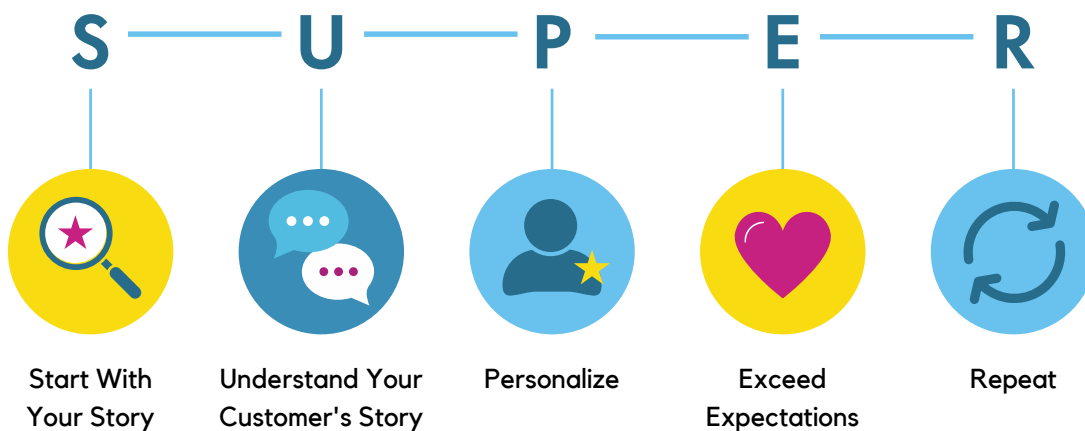 S U P E R
Start With
Your Story
Understand Your
Customer's Story
Personalize
Exceed
Expectations
Repeat